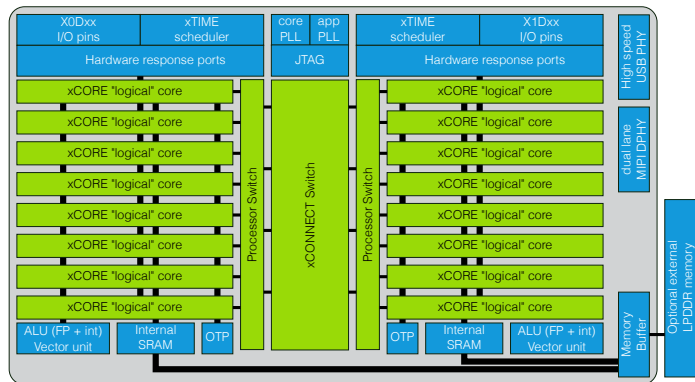 X0Dxx
I/O pins
xTIME
scheduler
core
PLL
app
PLL
xTIME
scheduler
X1Dxx
I/O pins
Hardware response ports
JTAG
Hardware response ports
High speed
USB PHY
xCORE "logical" core
xCORE "logical" core
xCORE "logical" core
xCORE "logical" core
xCORE "logical" core
xCORE "logical" core
xCORE "logical" core
xCORE "logical" core
Processor Switch
xCONNECT Switch
Processor Switch
xCORE "logical" core
xCORE "logical" core
xCORE "logical" core
xCORE "logical" core
xCORE "logical" core
xCORE "logical" core
xCORE "logical" core
xCORE "logical" core
dual lane
MIPI DPHY
Optional external
LPDDR memory
ALU (FP + int)
Vector unit
Internal
SRAM
OTP
OTP
Internal
SRAM
ALU (FP + int)
Vector unit
Memory
Buffer